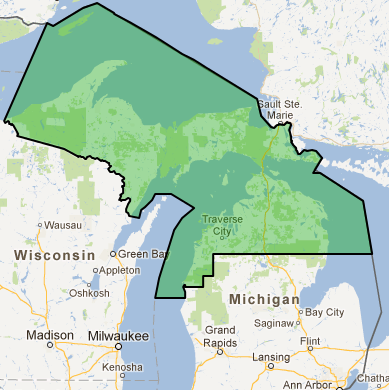 Sault Ste.
Marie
Traverse
City
Wausau
Wisconsin
Green Bay
Appleton
Oshkosh
Michigan
Bay City
Saginaw
Madison
Milwaukee
Grand
Rapids
Flint
Lansing
Kenosha
Ann Arbor
Chatha